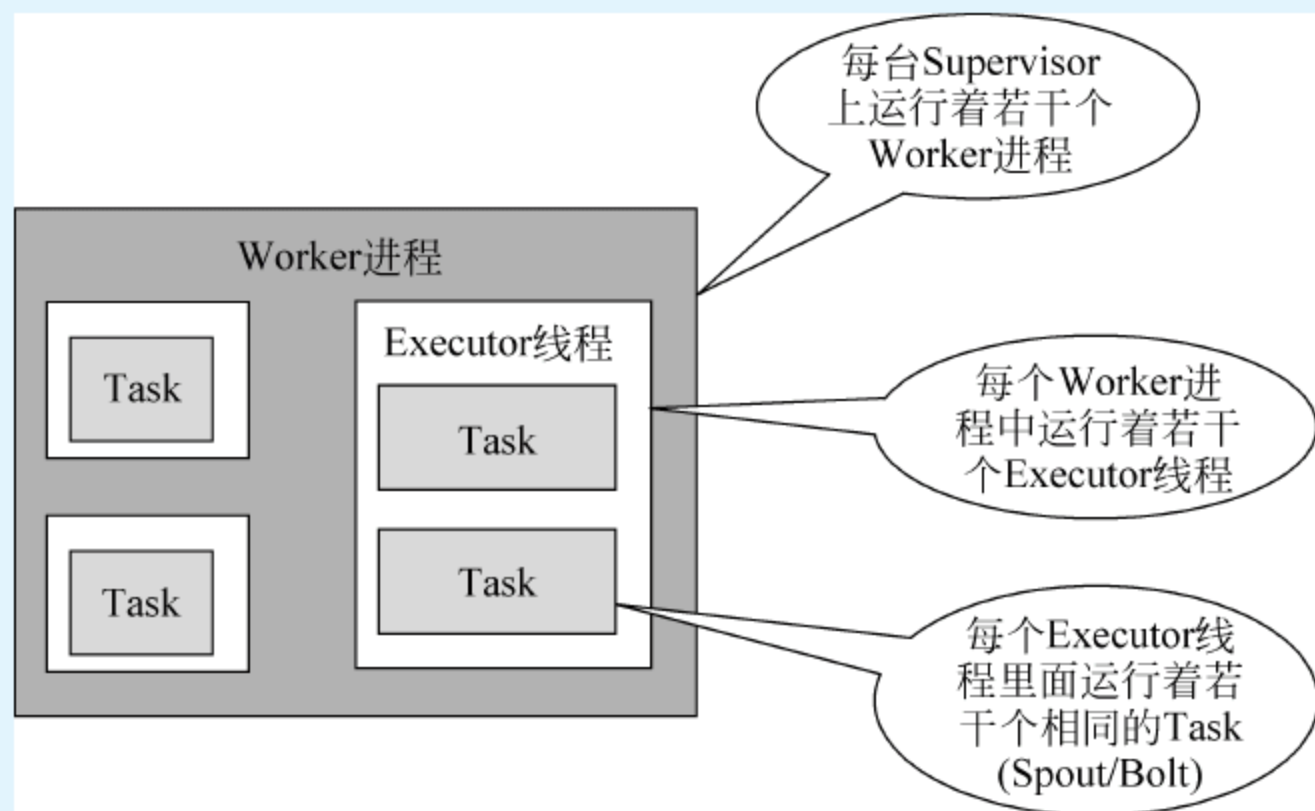 每台Supervisor
上运行着若干个
Worker进程
Worker进程
Executor线程
Task
Task
Task
Task
每个Worker进
程中运行着若干
个Executor线程
每个Executor线
程里面运行着若
干个相同的Task
(Spout/Bolt)